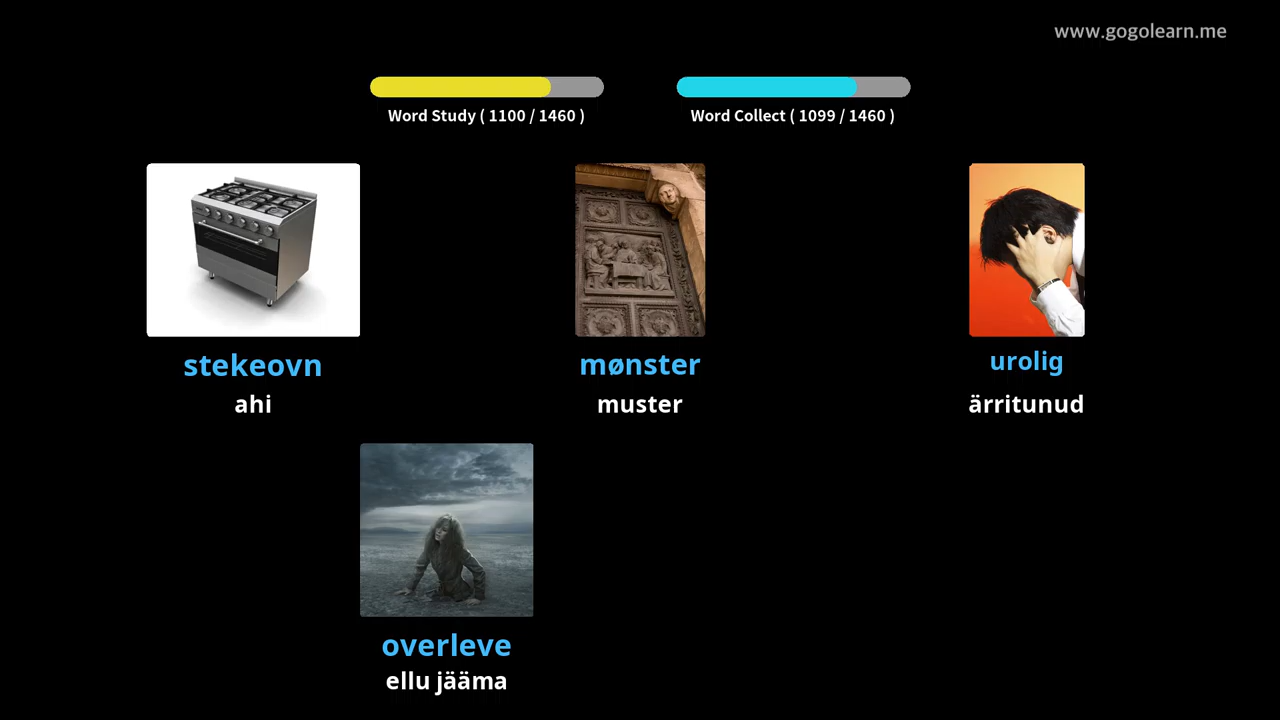 www.gogolearn.me
Word Study ( 1100 / 1460 )
Word Collect ( 1099 / 1460 )
stekeovn
ahi
mønster
muster
urolig
ärritunud
overleve
ellu jääma